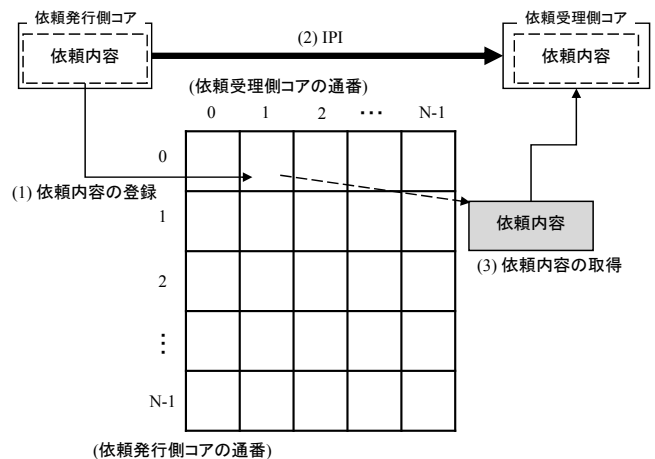 依頼発行側コア
依頼内容
(2) IPI
依頼受理側コア
依頼内容
(依頼受理側コアの通番)
0 1 2 ⋯ N-1
0
(1) 依頼内容の登録
1
依頼内容
(3) 依頼内容の取得
2
⋮
N-1
(依頼発行側コアの通番)